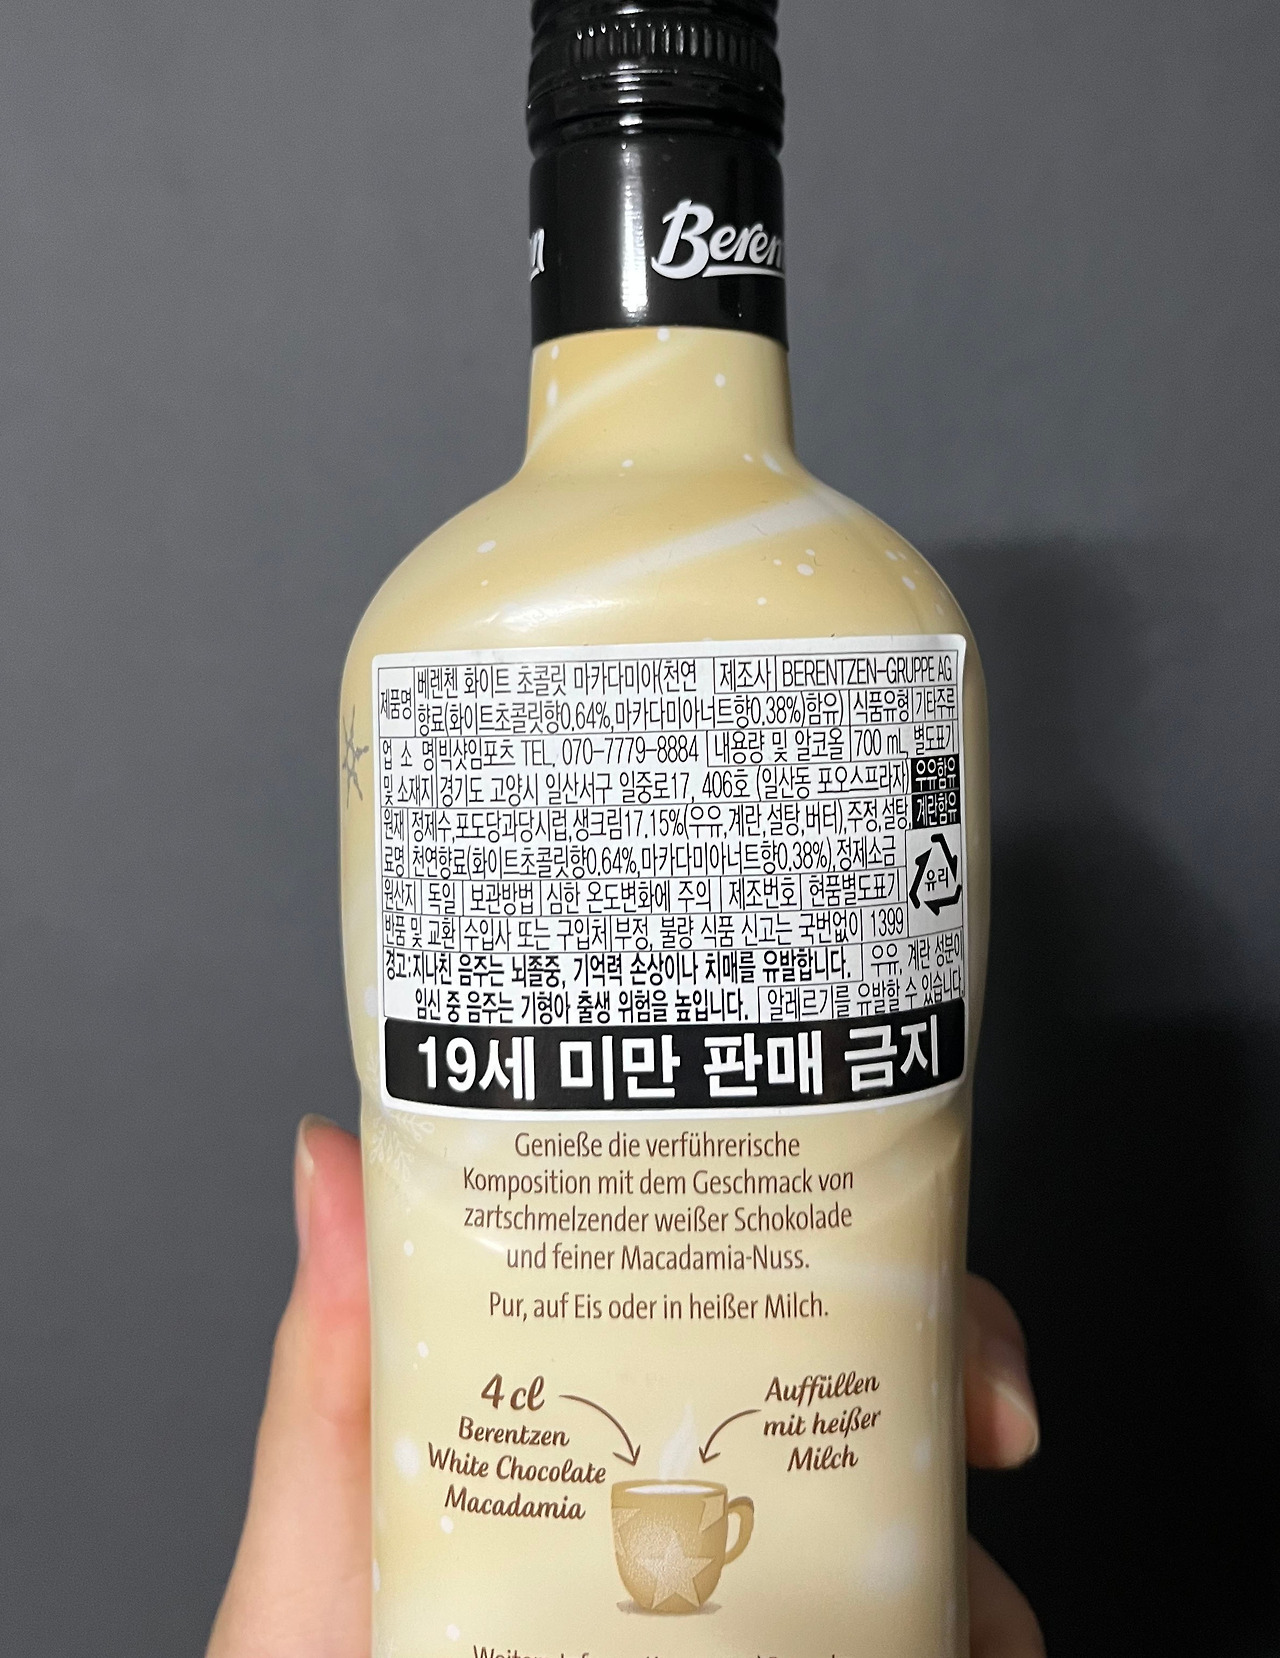 Beren
베렌첸 화이트 초콜릿 마카다미아(천연 제조사 BERENTZEN-GRUPPE AG
제품명 향료(화이트초콜릿향0.64%,마카다미아너트향0.38%)함유) 식품유형 기타주류
업 소 명 빅샷임포츠 TEL. 070-7779-8884 내용량 및 알코올 700 mL 별도표기
및 소재지 경기도 고양시 일산서구 일중로17, 406호 (일산동 포오스프라자) 우유함유
원재 정제수,포도당과당시럽,생크림17.15%(우유,계란,설탕,버터),주정,설탕, 계란함유
료명 천연향료(화이트초콜릿향0.64%,마카다미아너트향0.38%),정제소금
유리
원산지 독일 보관방법 심한 온도변화에 주의 제조번호 현품별도표기
반품 및 교환 수입사 또는 구입처 부정, 불량 식품 신고는 국번없이 1399
경고:지나친 음주는 뇌졸중, 기억력 손상이나 치매를 유발합니다. 우유, 계란 성분이
임신 중 음주는 기형아 출생 위험을 높입니다. 알레르기를 유발할 수 있습니다.
19세 미만 판매 금지
Genieße die verführerische
Komposition mit dem Geschmack von
zartschmelzender weißer Schokolade
und feiner Macadamia-Nuss.
Pur, auf Eis oder in heißer Milch.
4 cl
Berentzen
White Chocolate
Macadamia
Auffüllen
mit heißer
Milch